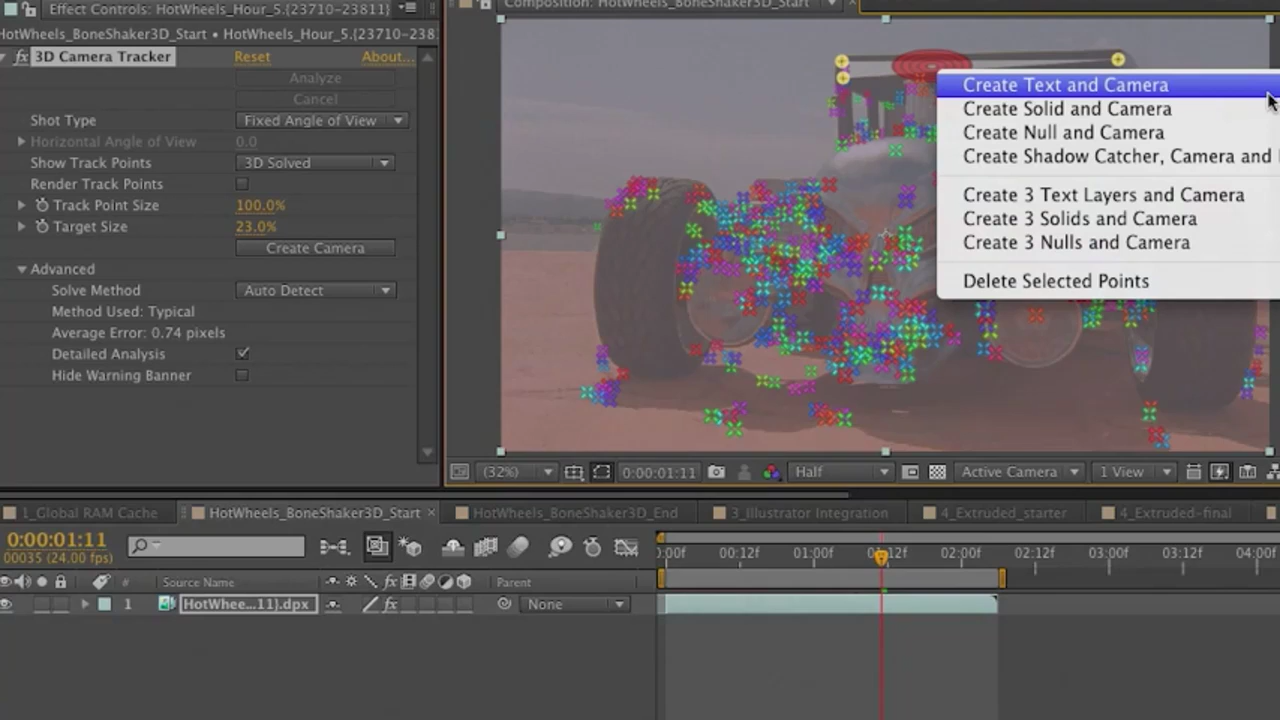 Effect Controls: HotWheels_Hour_5.{23710-23811}
Composition: HotWheels_BoneShaker3D_Start
HotWheels_BoneShaker3D_Start • HotWheels_Hour_5.{23710-238
fx 3D Camera Tracker Reset About...
Analyze
Cancel
Shot Type Fixed Angle of View
Horizontal Angle of View 0.0
Show Track Points 3D Solved
Render Track Points
Track Point Size 100.0%
Target Size 23.0%
Create Camera
Advanced
Solve Method Auto Detect
Method Used: Typical
Average Error: 0.74 pixels
Detailed Analysis
Hide Warning Banner
Create Text and Camera
Create Solid and Camera
Create Null and Camera
Create Shadow Catcher, Camera and
Create 3 Text Layers and Camera
Create 3 Solids and Camera
Create 3 Nulls and Camera
Delete Selected Points
(32%) 0:00:01:11 Half Active Camera 1 View
1_Global RAM Cache HotWheels_BoneShaker3D_Start × HotWheels_BoneShaker3D_End 3_Illustrator Integration 4_Extruded_starter 4_Extruded-final
0:00:01:11
00035 (24.00 fps)
:00f 00:12f 01:00f 02:00f 02:12f 03:00f 03:12f 04:00f
# Source Name fx Parent
1 HotWhee...11}.dpx fx None